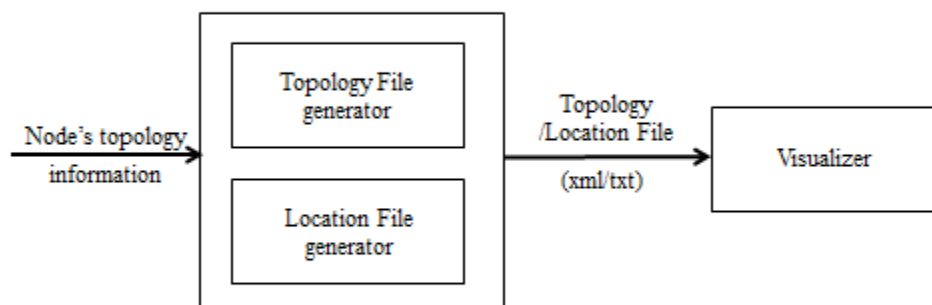 Node's topology
information
Topology File
generator
Location File
generator
Topology
/Location File
(xml/txt)
Visualizer